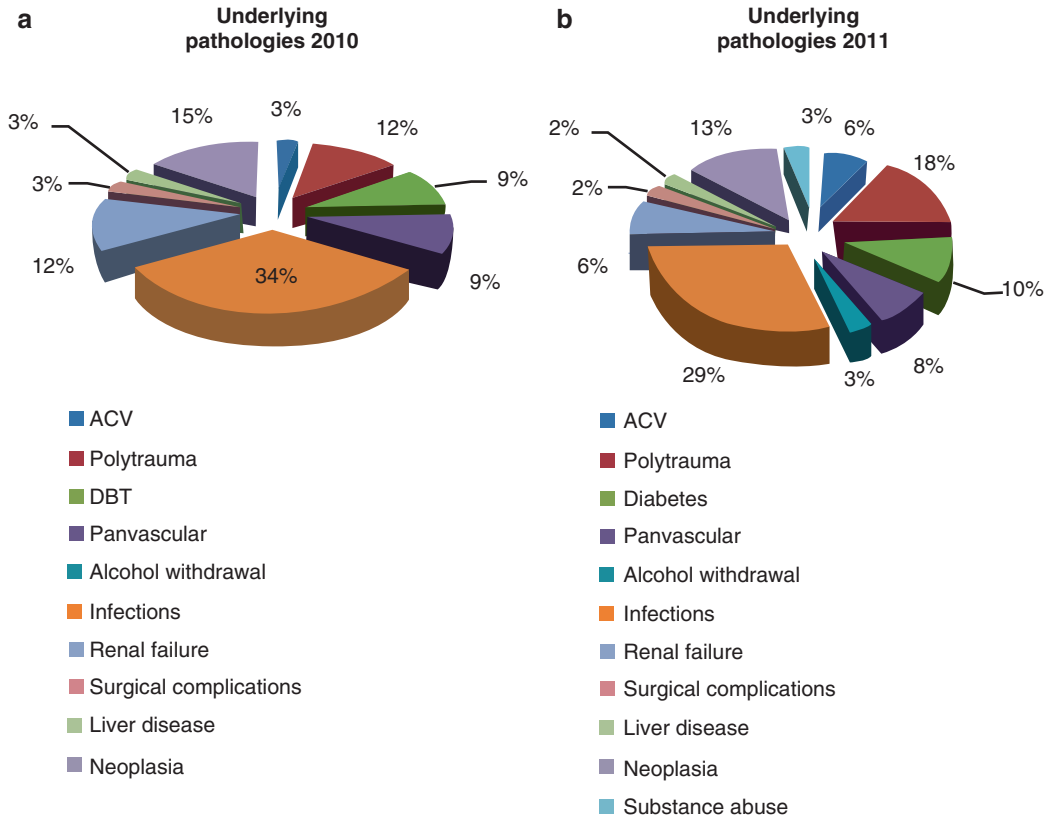 a
Underlying
pathologies 2010
3%
12%
9%
9%
34%
12%
3%
3%
15%
ACV
Polytrauma
DBT
Panvascular
Alcohol withdrawal
Infections
Renal failure
Surgical complications
Liver disease
Neoplasia
b
Underlying
pathologies 2011
3%
6%
18%
10%
8%
3%
29%
6%
2%
2%
13%
ACV
Polytrauma
Diabetes
Panvascular
Alcohol withdrawal
Infections
Renal failure
Surgical complications
Liver disease
Neoplasia
Substance abuse